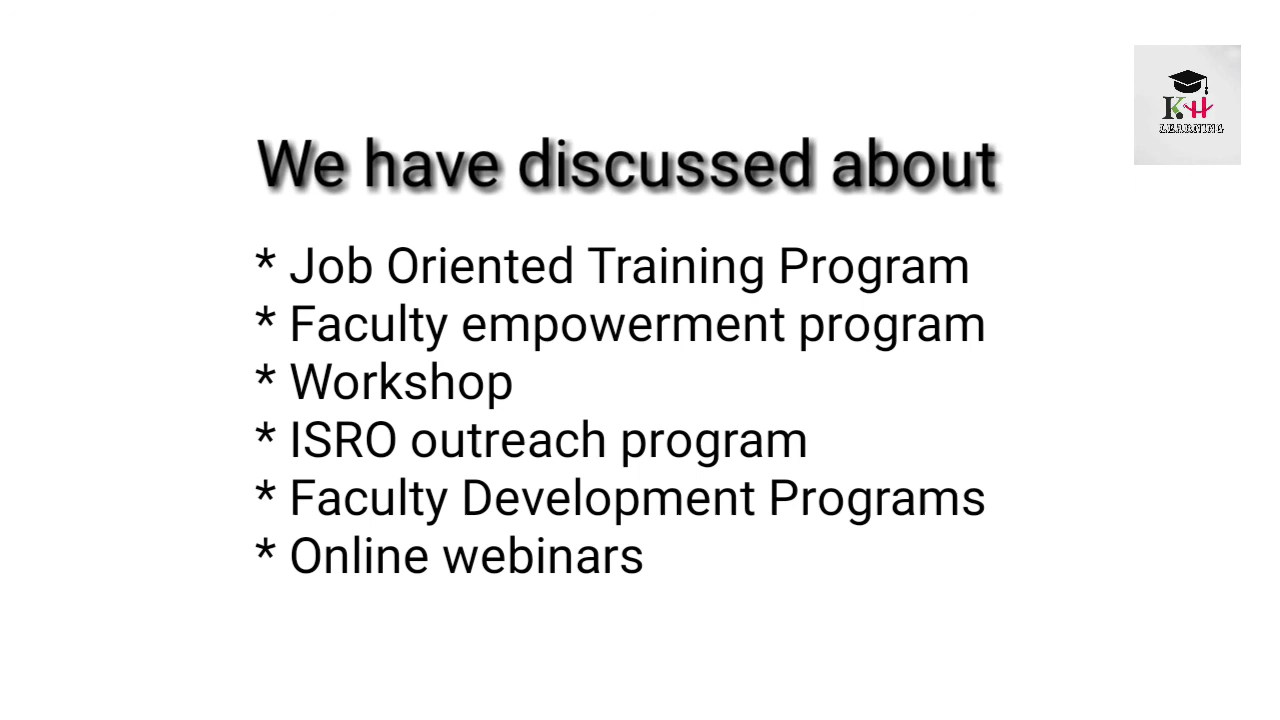 We have discussed about
* Job Oriented Training Program
* Faculty empowerment program
* Workshop
* ISRO outreach program
* Faculty Development Programs
* Online webinars
KH
LEARNING